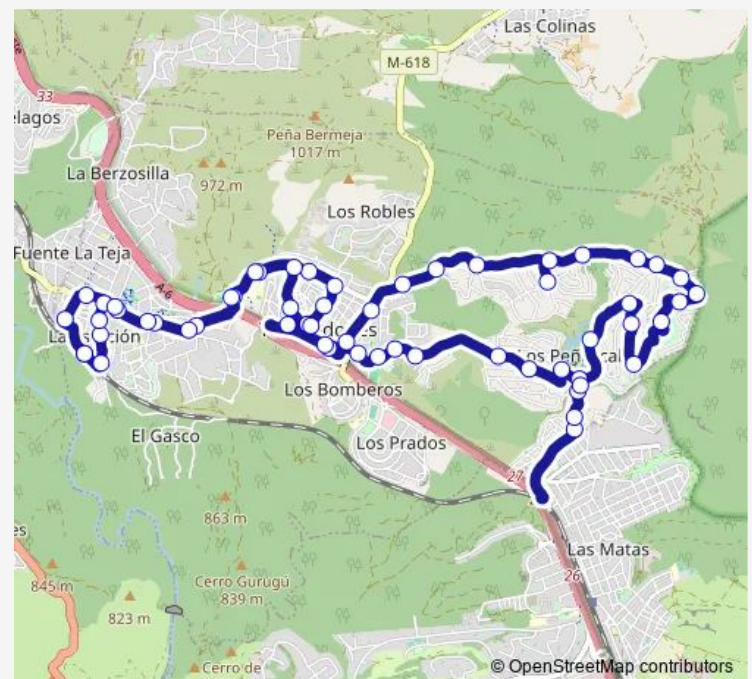 Las Colinas
M-618
33
elagos
Peña Bermeja
1017 m
La Berzosilla
972 m
Los Robles
Fuente La Teja
A-6
Los Bomberos
El Gasco
Los Prados
27
863 m
Las Matas
es
26
845 m
Cerro Gurugú
839 m
823 m
Cerro de
© OpenStreetMap contributors